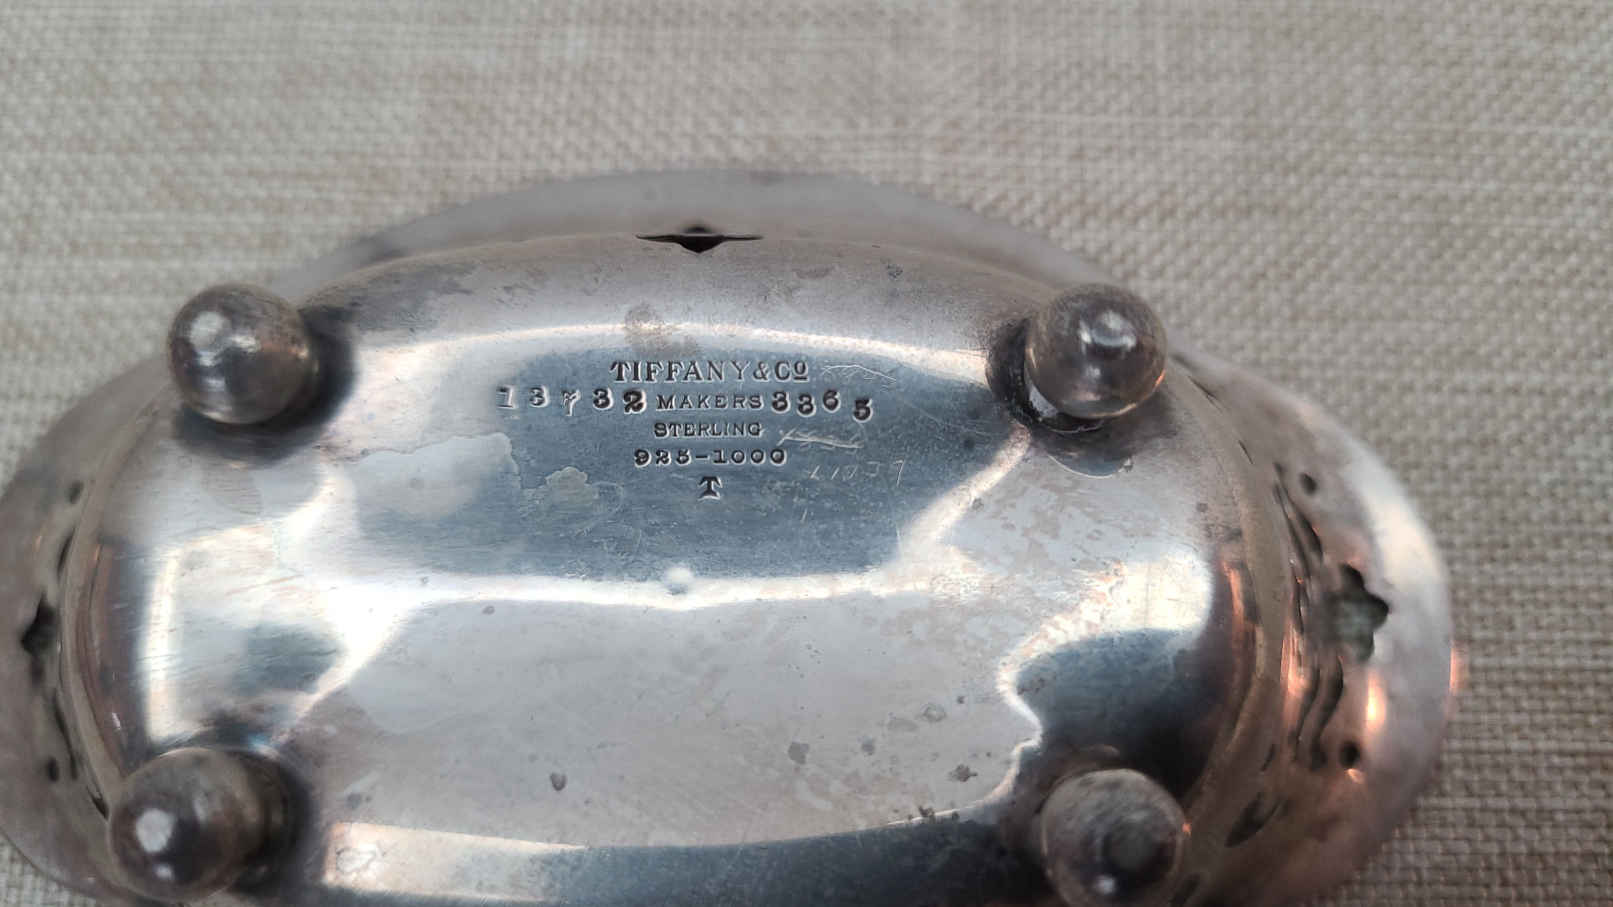 TIFFANY & Cº
13732 MAKERS 3365
STERLING
925-1000
T